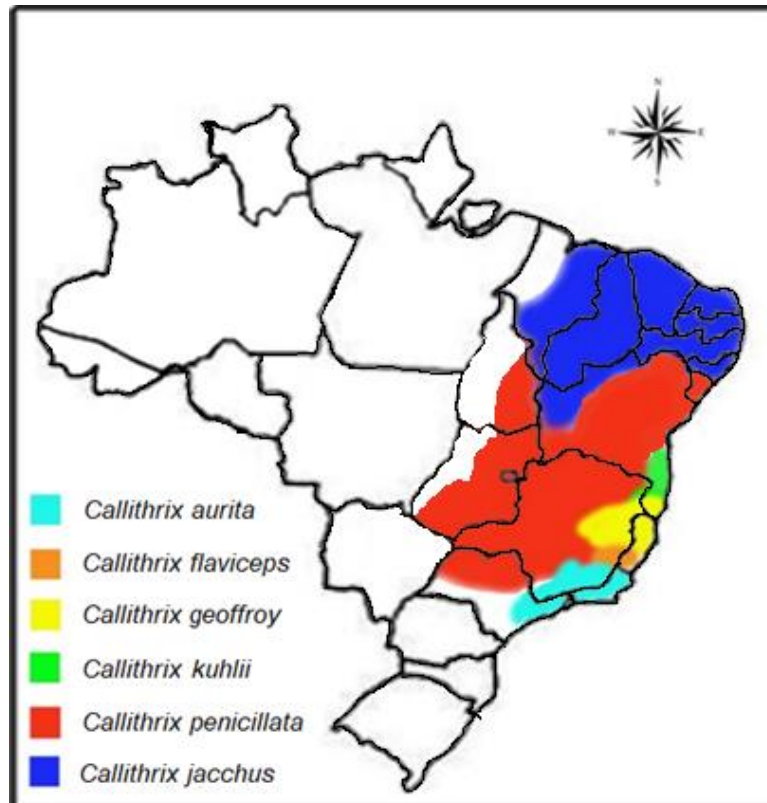 N
W
E
S
Callithrix aurita
Callithrix flaviceps
Callithrix geoffroy
Callithrix kuhlii
Callithrix penicillata
Callithrix jacchus